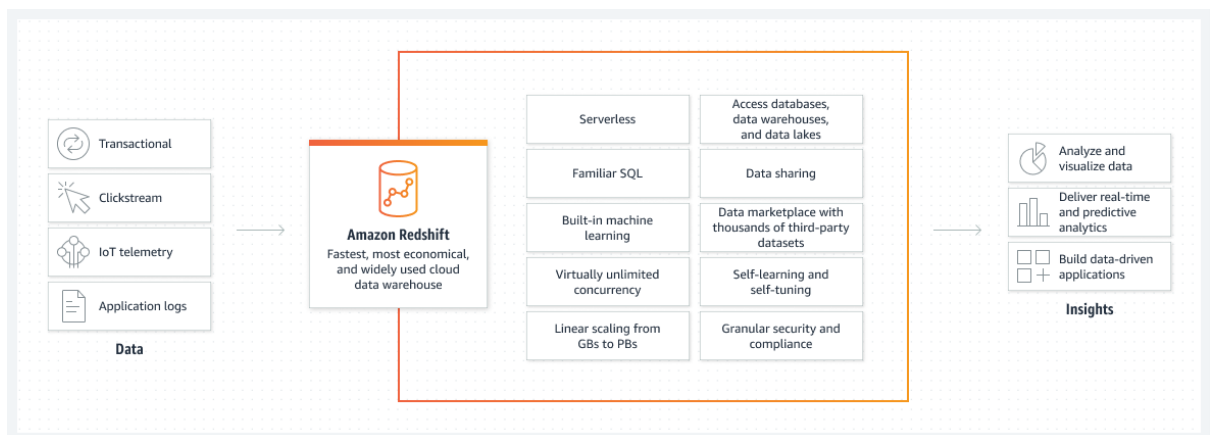 Transactional
Clickstream
IoT telemetry
Application logs
Data
Amazon Redshift
Fastest, most economical,
and widely used cloud
data warehouse
Serverless
Access databases,
data warehouses,
and data lakes
Familiar SQL
Data sharing
Built-in machine
learning
Data marketplace with
thousands of third-party
datasets
Virtually unlimited
concurrency
Self-learning and
self-tuning
Linear scaling from
GBs to PBs
Granular security and
compliance
Analyze and
visualize data
Deliver real-time
and predictive
analytics
Build data-driven
applications
Insights